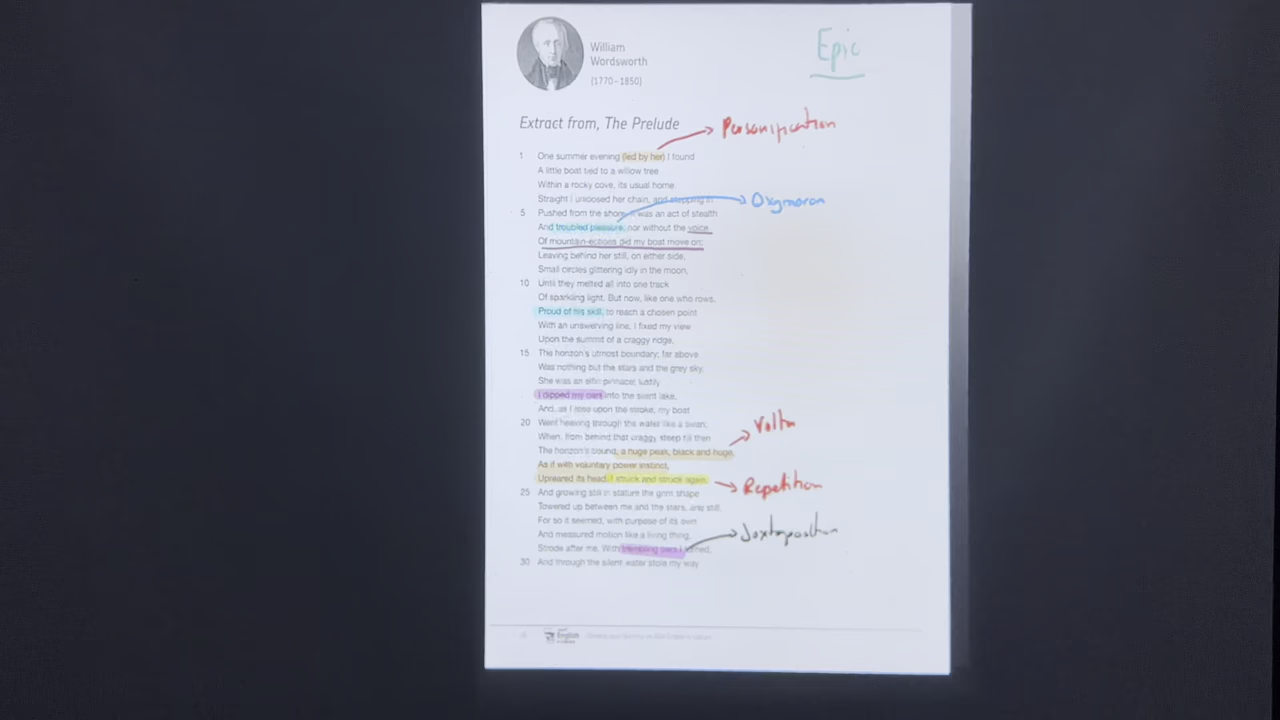 William
Wordsworth
(1770–1850)
Epic
Extract from, The Prelude
Personification
1 One summer evening (led by her) I found
A little boat tied to a willow tree
Within a rocky cove, its usual home
Straight I unloosed her chain, and stepping in
Oxymoron
5 Pushed from the shore. It was an act of stealth
And troubled pleasure, nor without the voice
Of mountain-echoes did my boat move on;
Leaving behind her still, on either side,
Small circles glittering idly in the moon,
10 Until they melted all into one track
Of sparkling light. But now, like one who rows,
Proud of his skill, to reach a chosen point
With an unswerving line, I fixed my view
Upon the summit of a craggy ridge,
15 The horizon's utmost boundary; far above
Was nothing but the stars and the grey sky.
She was an elfin pinnace; lustily
I dipped my oars into the silent lake,
And, as I rose upon the stroke, my boat
20 Went heaving through the water like a swan;
Volta
When, from behind that craggy steep till then
The horizon's bound, a huge peak, black and huge,
As if with voluntary power instinct,
Upreared its head. I struck and struck again,
Repetition
25 And growing still in stature the grim shape
Towered up between me and the stars, and still,
For so it seemed, with purpose of its own
And measured motion like a living thing,
Juxtaposition
Strode after me. With trembling oars I turned,
30 And through the silent water stole my way
English